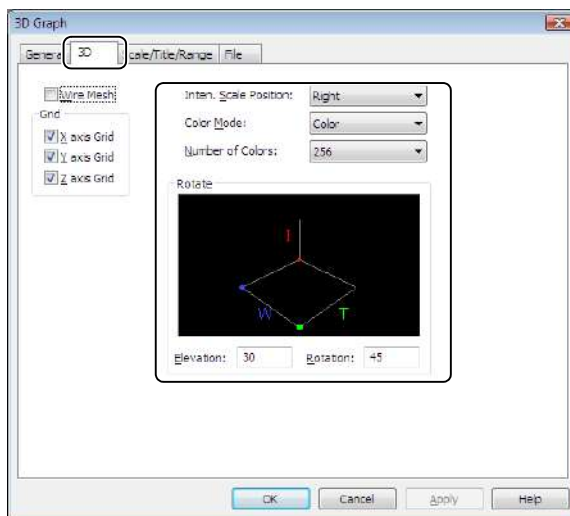 3D Graph
General 3D Scale/Title/Range File
Wire Mesh
Grid
X axis Grid
Y axis Grid
Z axis Grid
Inten. Scale Position: Right
Color Mode: Color
Number of Colors: 256
Rotate
I
W T
Elevation: 30 Rotation: 45
OK Cancel Apply Help